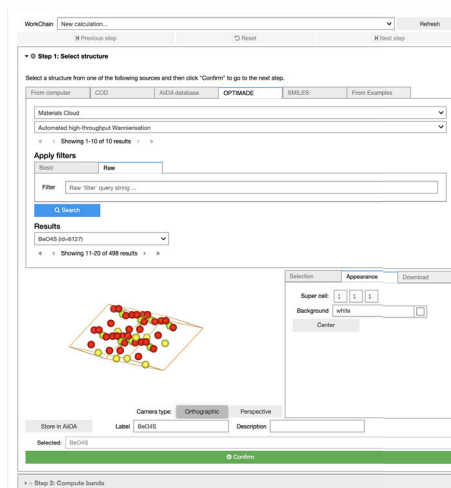 WorkChain New calculation... Refresh
Previous step Reset Next step
Step 1: Select structure
Select a structure from one of the following sources and then click "Confirm" to go to the next step.
From computer COD AiiDA database OPTIMADE SMILES From Examples
Materials Cloud
Automated high-throughput Wannierisation
« ‹ Showing 1-10 of 10 results › »
Apply filters
Basic Raw
Filter Raw 'filter' query string ...
Search
Results
BeO4S (id=6127)
« ‹ Showing 11-20 of 498 results › »
Selection Appearance Download
Super cell:
Background white
Center
Camera type: Orthographic Perspective
Store in AiiDA Label BeO4S Description
Selected: BeO4S
Confirm
Step 2: Compute bands